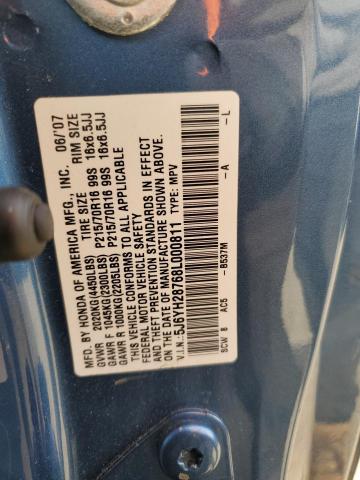 MFD. BY HONDA OF AMERICA MFG., INC. 06/'07
TIRE SIZE RIM SIZE
GVWR 2020KG(4450LBS) P215/70R16 99S 16x6.5JJ
GAWR F 1045KG(2300LBS) P215/70R16 99S 16x6.5JJ
GAWR R 1000KG(2205LBS)
THIS VEHICLE CONFORMS TO ALL APPLICABLE
FEDERAL MOTOR VEHICLE SAFETY
AND THEFT PREVENTION STANDARDS IN EFFECT
ON THE DATE OF MANUFACTURE SHOWN ABOVE.
V.I.N.: 5J6YH28768L000811 TYPE: MPV
SCW 8 AC5 -B537M -A -L